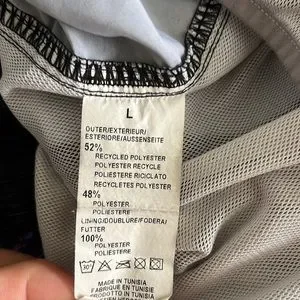 L
OUTER/EXTERIEUR/
ESTERIORE/AUSSENSEITE
52%
RECYCLED POLYESTER
POLYESTER RECYCLE
POLIESTERE RICICLATO
RECYCLETES POLYESTER
48%
POLYESTER
POLIESTERE
LINING/DOUBLURE/FODERA/
FUTTER
100%
POLYESTER
POLIESTERE
30°
MADE IN TUNISIA
FABRIQUE EN TUNISIE
PRODOTTO IN TUNISIA